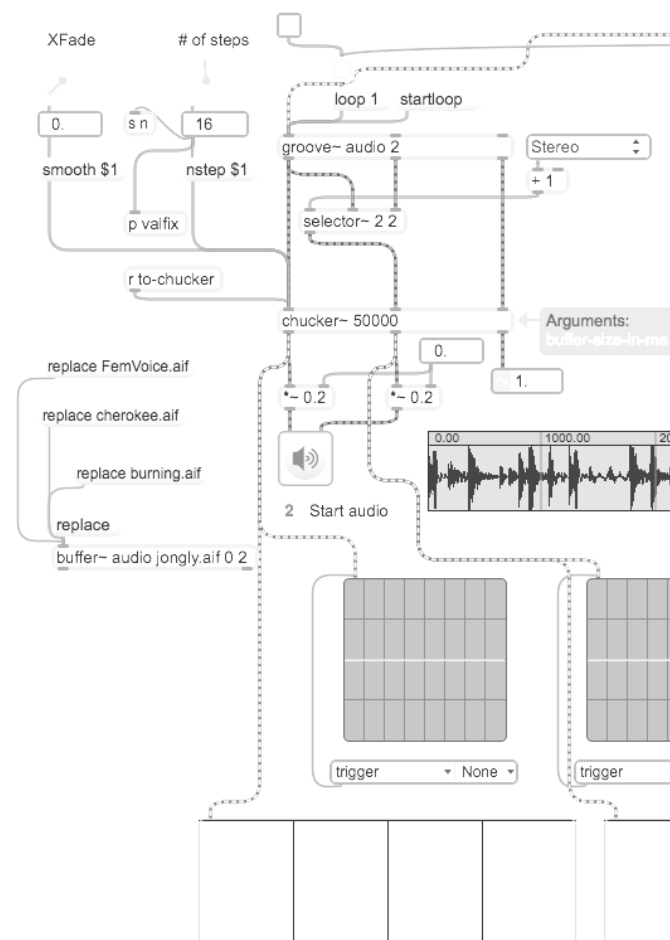 XFade
# of steps
loop 1
startloop
0.
s n
16
groove~ audio 2
Stereo
smooth $1
nstep $1
+ 1
p valfix
selector~ 2 2
r to-chucker
chucker~ 50000
Arguments:
buffer-size-in-ms
0.
replace FemVoice.aif
~ 1.
*~ 0.2
*~ 0.2
replace cherokee.aif
0.00
1000.00
20
replace burning.aif
2 Start audio
replace
buffer~ audio jongly.aif 0 2
trigger
None
trigger